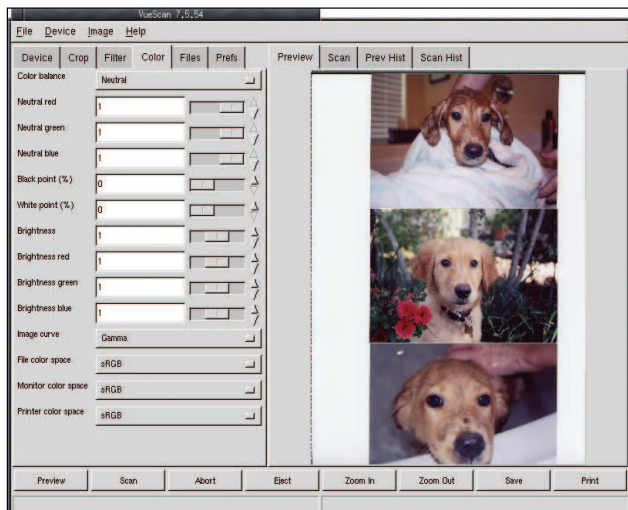 VueScan 7.5.54
File Device Image Help
Device Crop Filter Color Files Prefs
Preview Scan Prev Hist Scan Hist
Color balance Neutral
Neutral red 1
Neutral green 1
Neutral blue 1
Black point (%) 0
White point (%) 0
Brightness 1
Brightness red 1
Brightness green 1
Brightness blue 1
Image curve Gamma
File color space sRGB
Monitor color space sRGB
Printer color space sRGB
Preview Scan Abort Eject Zoom In Zoom Out Save Print